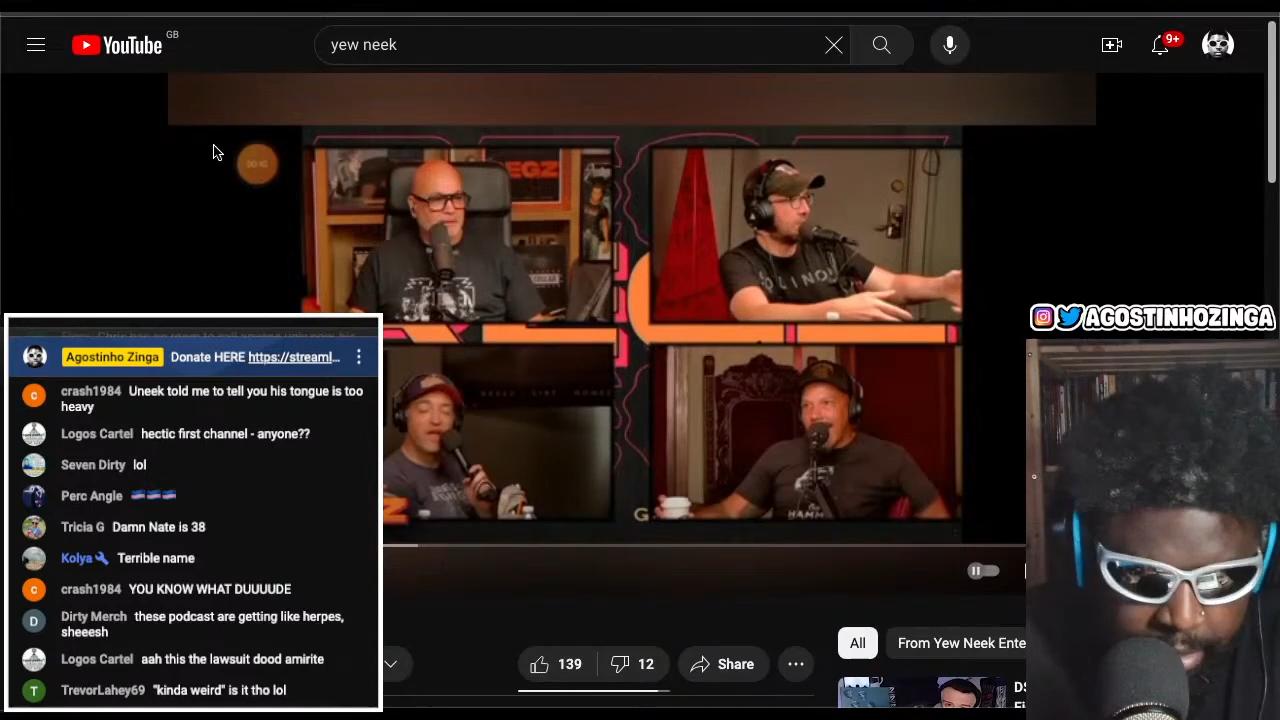 YouTube GB
yew neek
9+
EGZ
AGOSTINHOZINGA
Agostinho Zinga Donate HERE https://streaml...
crash1984 Uneek told me to tell you his tongue is too
heavy
Logos Cartel hectic first channel - anyone??
Seven Dirty lol
Perc Angle
Tricia G Damn Nate is 38
Kolya Terrible name
crash1984 YOU KNOW WHAT DUUUUDE
Dirty Merch these podcast are getting like herpes,
sheeesh
Logos Cartel aah this the lawsuit dood amirite
TrevorLahey69 "kinda weird" is it tho lol
139
12
Share
All
From Yew Neek Ente